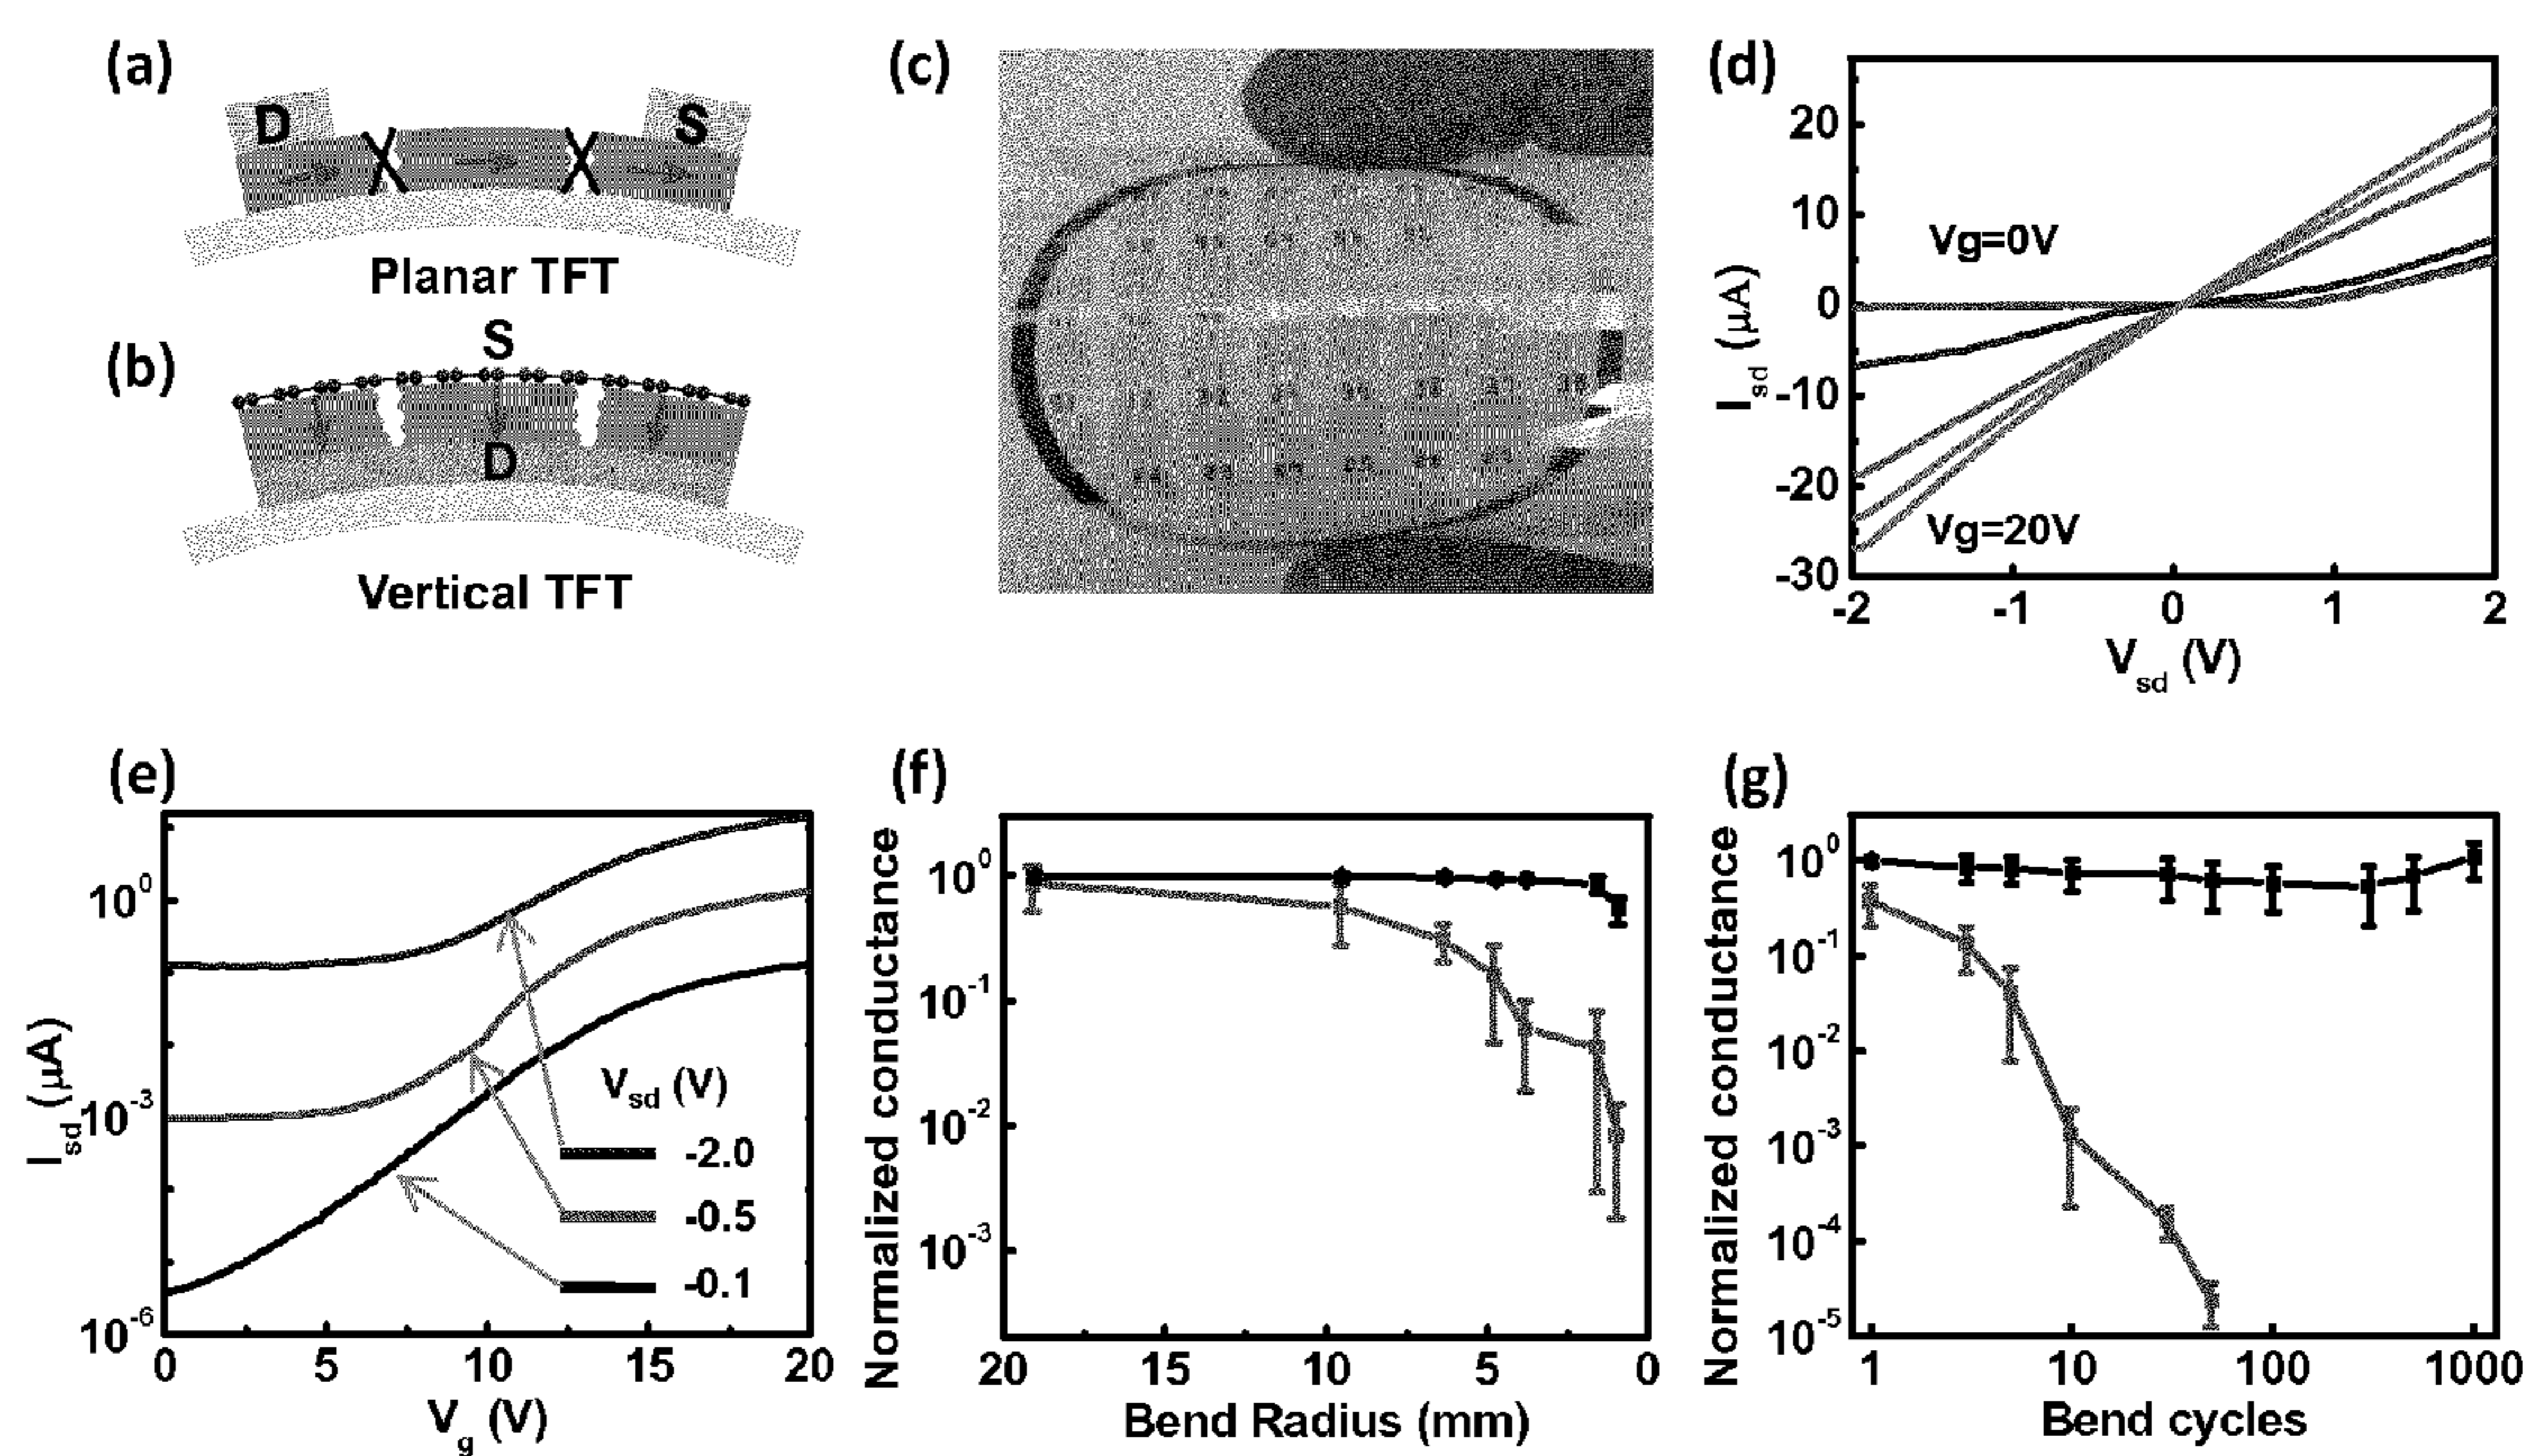 (a)
D
S
Planar TFT
(b)
S
D
Vertical TFT
(c)
(d)
20
10
0
-10
-20
-30
Isd (μA)
Vg=0V
Vg=20V
-2
-1
0
1
2
Vsd (V)
(e)
10^0
10^-3
10^-6
Isd (μA)
Vsd (V)
-2.0
-0.5
-0.1
0
5
10
15
20
Vg (V)
(f)
Normalized conductance
10^0
10^-1
10^-2
10^-3
20
15
10
5
0
Bend Radius (mm)
(g)
Normalized conductance
10^0
10^-1
10^-2
10^-3
10^-4
10^-5
1
10
100
1000
Bend cycles